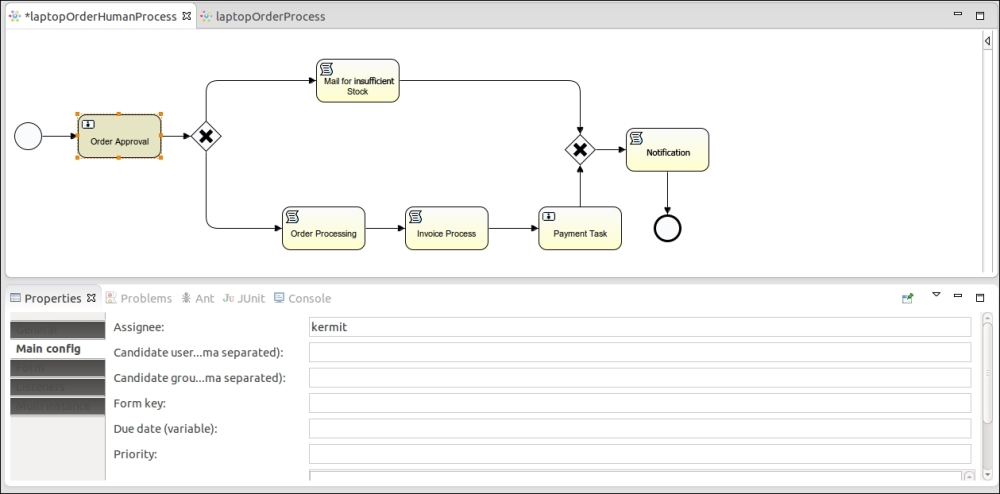 *laptopOrderHumanProcess
laptopOrderProcess
Mail for insufficient
Stock
Order Approval
Notification
Order Processing
Invoice Process
Payment Task
Properties
Problems
Ant
Ju JUnit
Console
General
Main config
Form
Listeners
Multi instance
Assignee:
kermit
Candidate user...ma separated):
Candidate grou...ma separated):
Form key:
Due date (variable):
Priority: